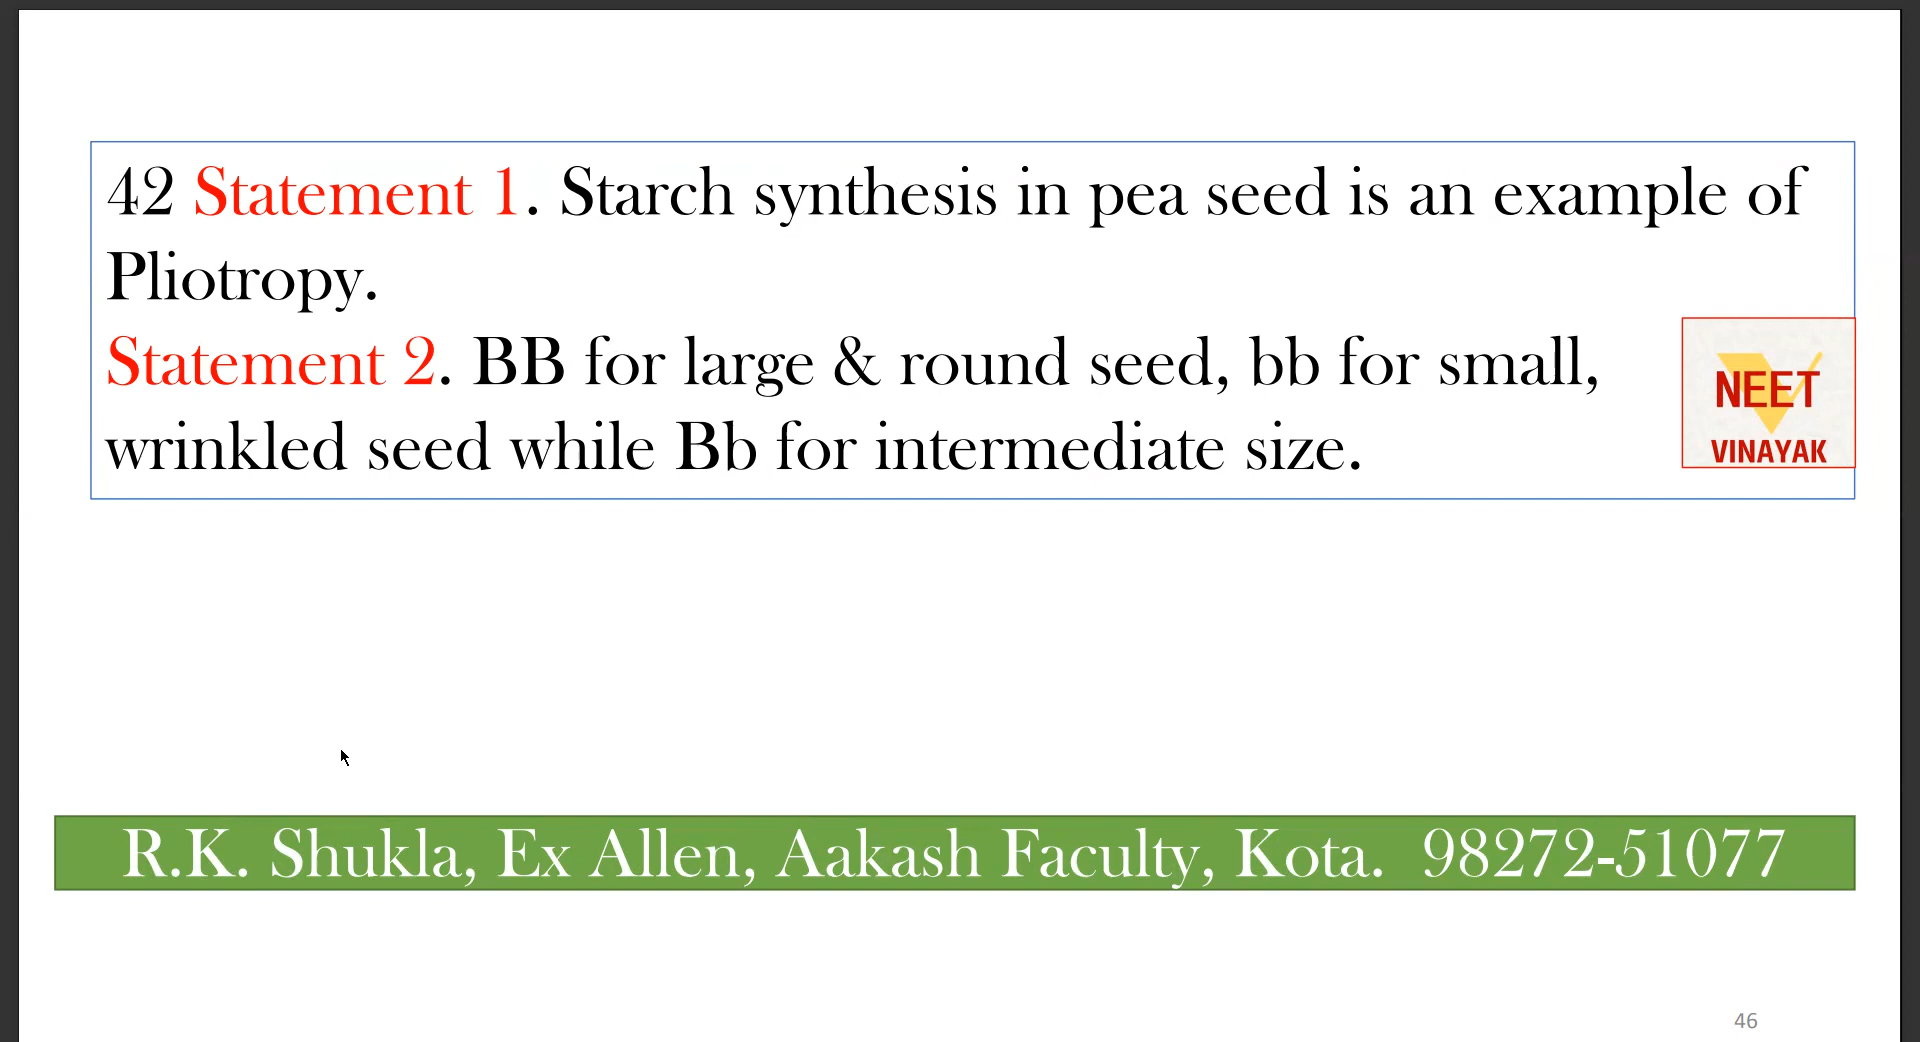 42 Statement 1. Starch synthesis in pea seed is an example of
Pliotropy.
Statement 2. BB for large & round seed, bb for small,
wrinkled seed while Bb for intermediate size.
NEET
VINAYAK
R.K. Shukla, Ex Allen, Aakash Faculty, Kota. 98272-51077
46